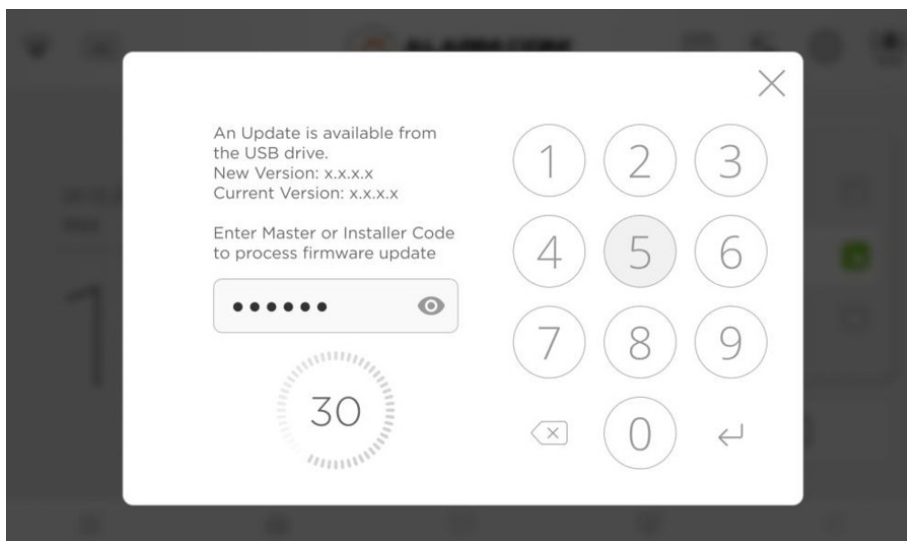 An Update is available from
the USB drive.
New Version: x.x.x.x
Current Version: x.x.x.x
Enter Master or Installer Code
to process firmware update
30
1 2 3
4 5 6
7 8 9
0